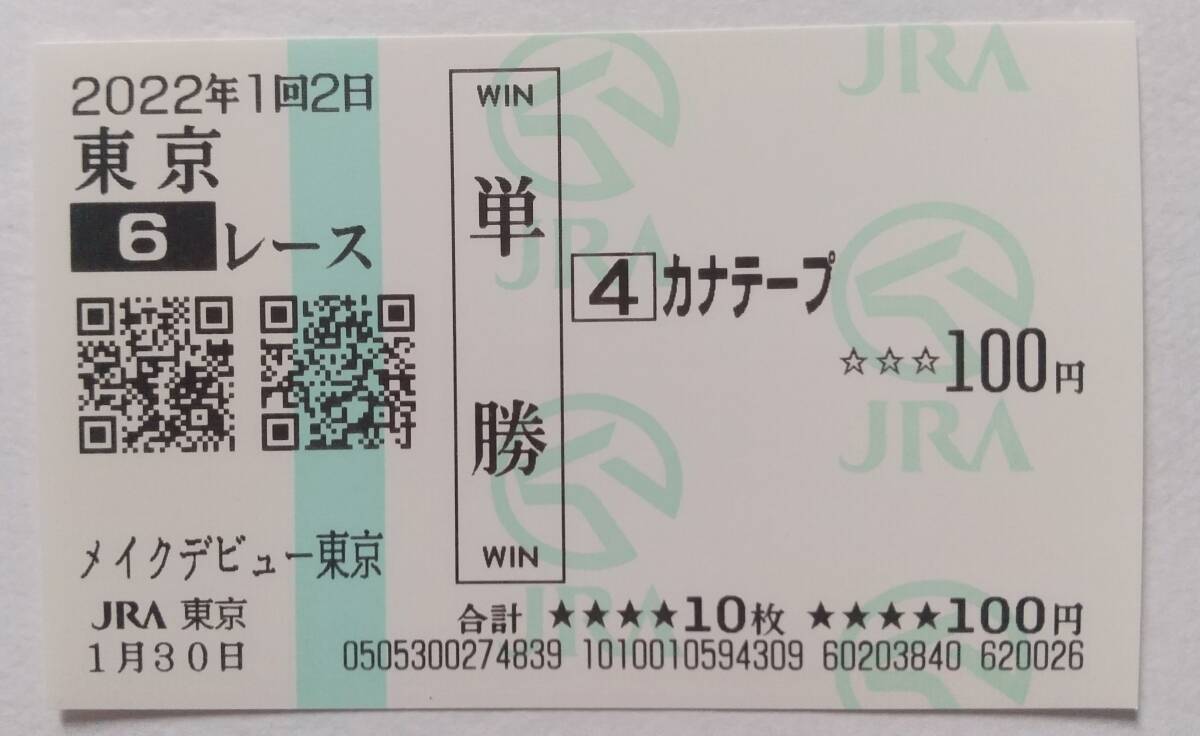 2022年1回2日
東京
6レース
メイクデビュー東京
JRA 東京
1月30日
WIN
単勝
WIN
4カナテープ
☆☆☆100円
合計 ★★★★10枚 ★★★★100円
0505300274839 1010010594309 60203840 620026
JRA
JRA
JRA
JRA
JRA